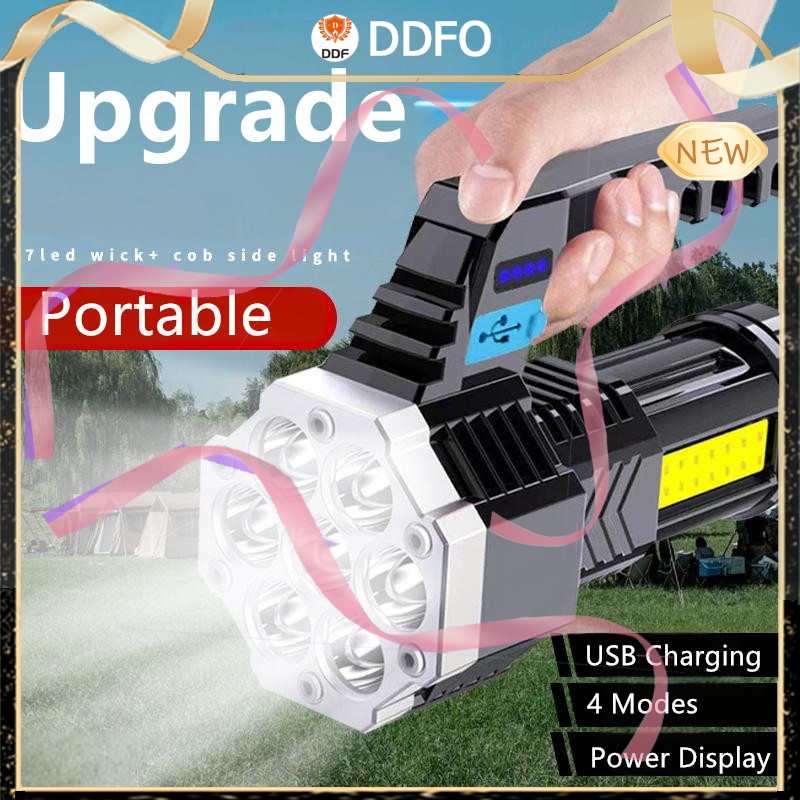 DDF
DDFO
Upgrade
NEW
7led wick+ cob side light
Portable
USB Charging
4 Modes
Power Display